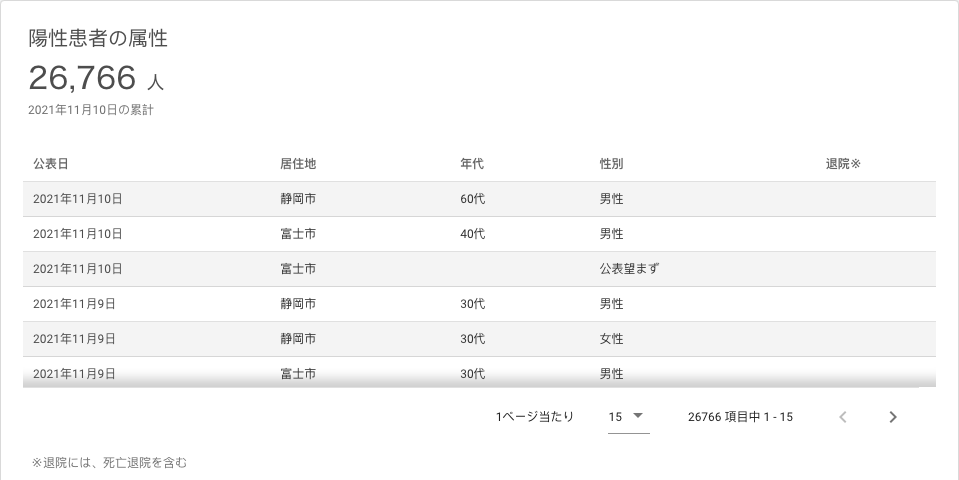 陽性患者の属性
26,766 人
2021年11月10日の累計
公表日 居住地 年代 性別 退院※
2021年11月10日 静岡市 60代 男性
2021年11月10日 富士市 40代 男性
2021年11月10日 富士市 公表望まず
2021年11月9日 静岡市 30代 男性
2021年11月9日 静岡市 30代 女性
2021年11月9日 富士市 30代 男性
1ページ当たり 15 26766 項目中 1 - 15
※退院には、死亡退院を含む